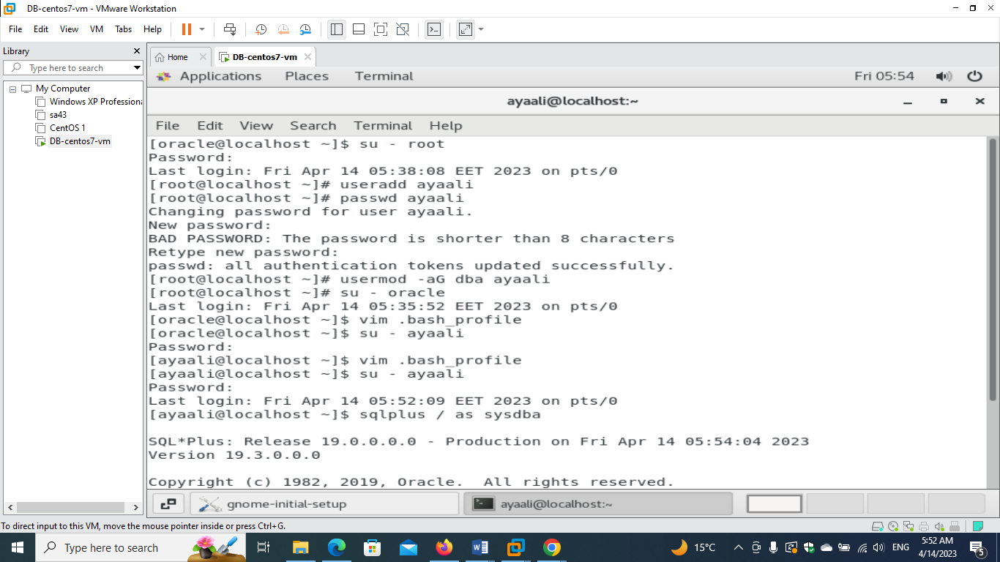 DB-centos7-vm - VMware Workstation
File Edit View VM Tabs Help
Library
Type here to search
My Computer
Windows XP Professiona
sa43
CentOS 1
DB-centos7-vm
Home DB-centos7-vm
Applications Places Terminal Fri 05:54
ayaali@localhost:~
File Edit View Search Terminal Help
[oracle@localhost ~]$ su - root
Password:
Last login: Fri Apr 14 05:38:08 EET 2023 on pts/0
[root@localhost ~]# useradd ayaali
[root@localhost ~]# passwd ayaali
Changing password for user ayaali.
New password:
BAD PASSWORD: The password is shorter than 8 characters
Retype new password:
passwd: all authentication tokens updated successfully.
[root@localhost ~]# usermod -aG dba ayaali
[root@localhost ~]# su - oracle
Last login: Fri Apr 14 05:35:52 EET 2023 on pts/0
[oracle@localhost ~]$ vim .bash_profile
[oracle@localhost ~]$ su - ayaali
Password:
[ayaali@localhost ~]$ vim .bash_profile
[ayaali@localhost ~]$ su - ayaali
Password:
Last login: Fri Apr 14 05:52:09 EET 2023 on pts/0
[ayaali@localhost ~]$ sqlplus / as sysdba
SQL*Plus: Release 19.0.0.0.0 - Production on Fri Apr 14 05:54:04 2023
Version 19.3.0.0.0
Copyright (c) 1982, 2019, Oracle.  All rights reserved.
gnome-initial-setup ayaali@localhost:~
To direct input to this VM, move the mouse pointer inside or press Ctrl+G.
Type here to search 15°C ENG 5:52 AM
4/14/2023 5